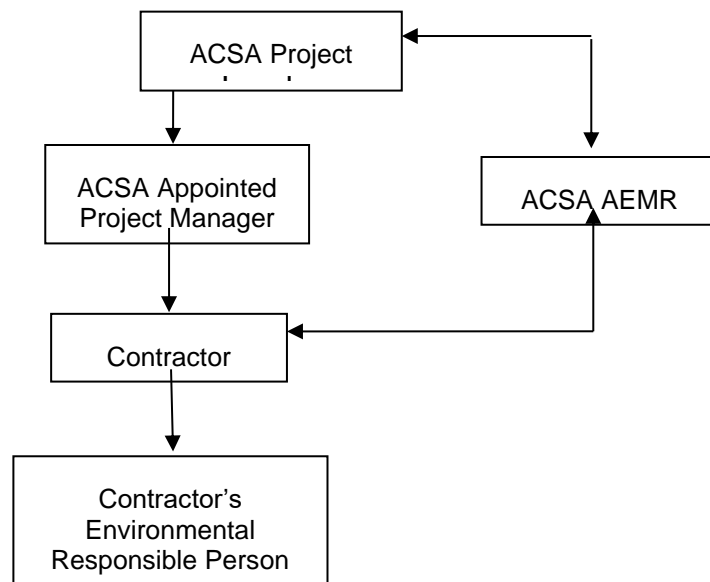 ACSA Project
ACSA Appointed
Project Manager
ACSA AEMR
Contractor
Contractor’s
Environmental
Responsible Person